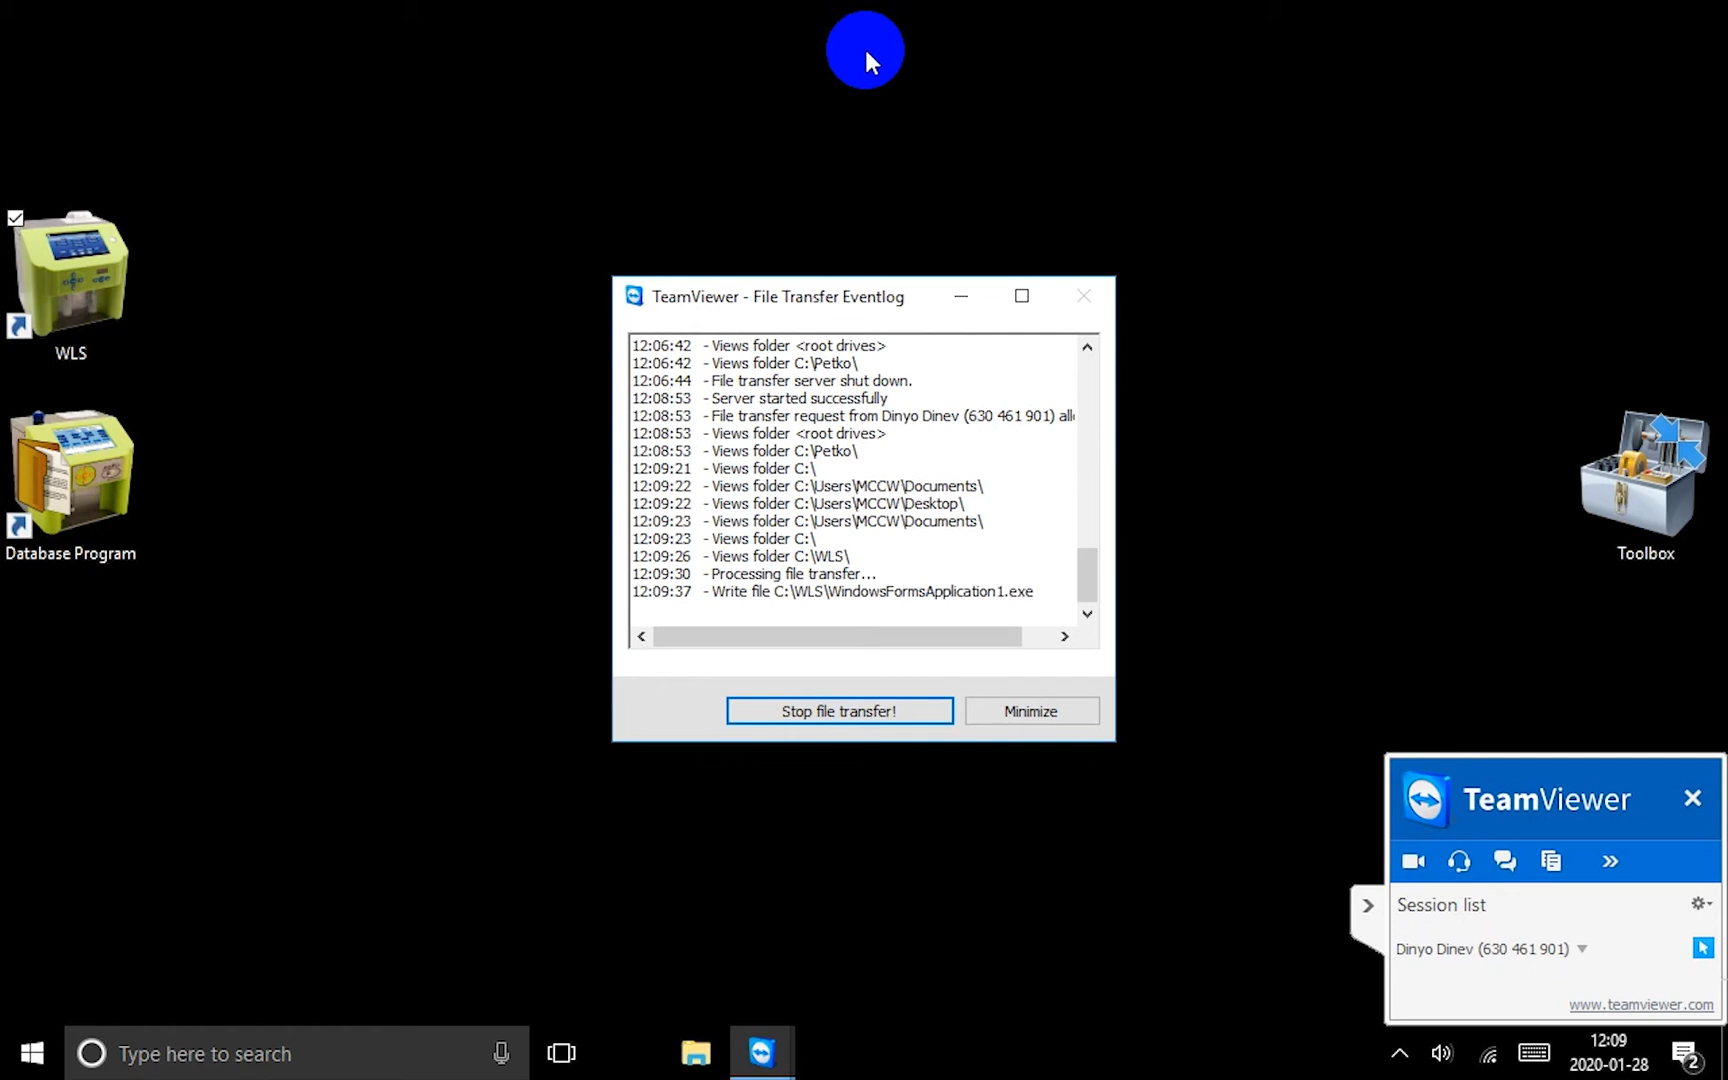 WLS
Database Program
TeamViewer - File Transfer Eventlog
12:06:42 - Views folder <root drives>
12:06:42 - Views folder C:\Petko\
12:06:44 - File transfer server shut down.
12:08:53 - Server started successfully
12:08:53 - File transfer request from Dinyo Dinev (630 461 901) all
12:08:53 - Views folder <root drives>
12:08:53 - Views folder C:\Petko\
12:09:21 - Views folder C:\
12:09:22 - Views folder C:\Users\MCCW\Documents\
12:09:22 - Views folder C:\Users\MCCW\Desktop\
12:09:23 - Views folder C:\Users\MCCW\Documents\
12:09:23 - Views folder C:\
12:09:26 - Views folder C:\WLS\
12:09:30 - Processing file transfer...
12:09:37 - Write file C:\WLS\WindowsFormsApplication1.exe
Stop file transfer!
Minimize
Toolbox
TeamViewer
Session list
Dinyo Dinev (630 461 901)
www.teamviewer.com
Type here to search
12:09
2020-01-28
2